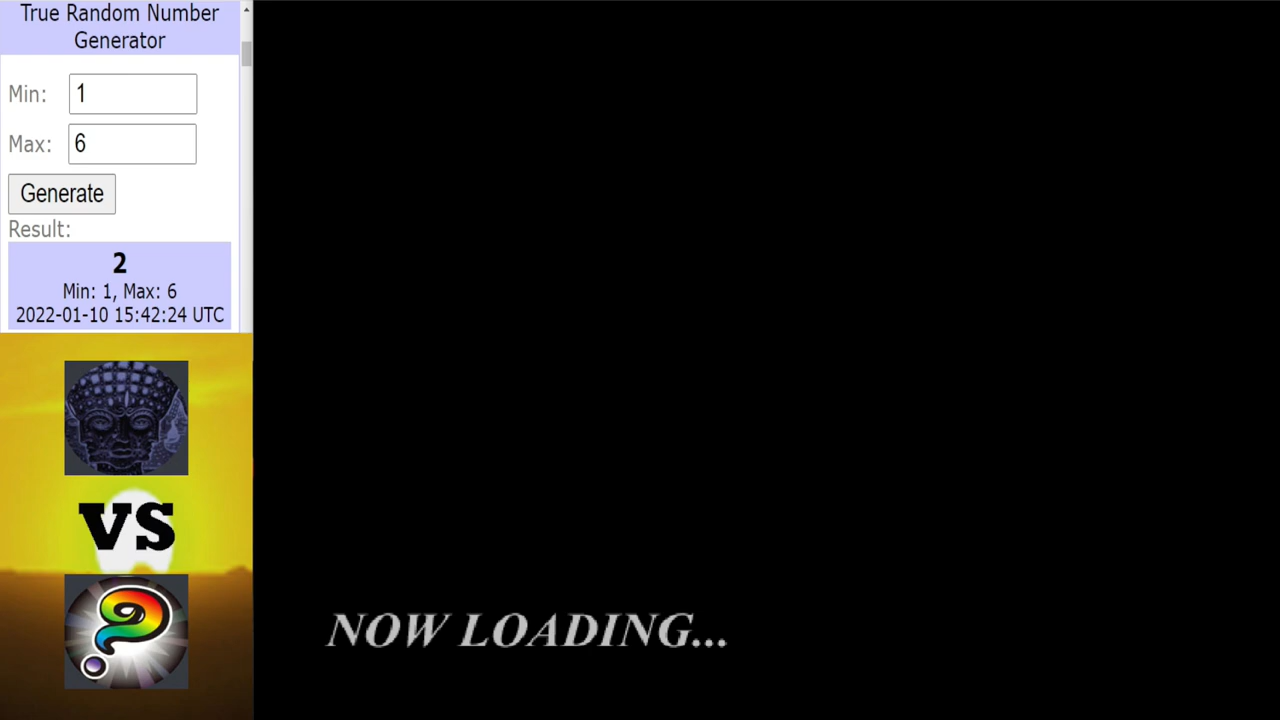 True Random Number
Generator
Min: 1
Max: 6
Generate
Result:
2
Min: 1, Max: 6
2022-01-10 15:42:24 UTC
VS
?
NOW LOADING...